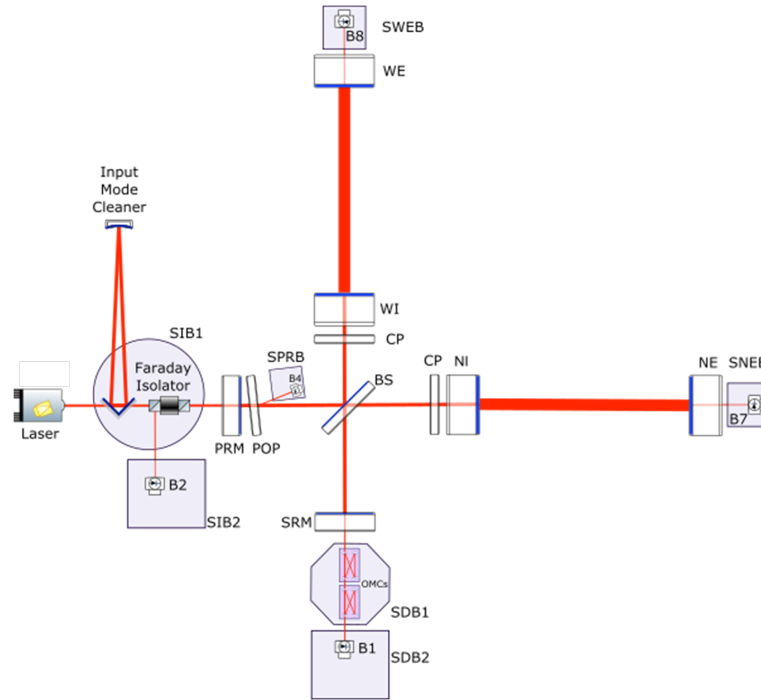 SWEB
B8
WE
Input
Mode
Cleaner
WI
SIB1
CP
SPRB
Faraday
Isolator
B4
BS
CP
NI
NE
SNEB
B7
Laser
PRM
POP
B2
SIB2
SRM
OMCs
SDB1
B1
SDB2